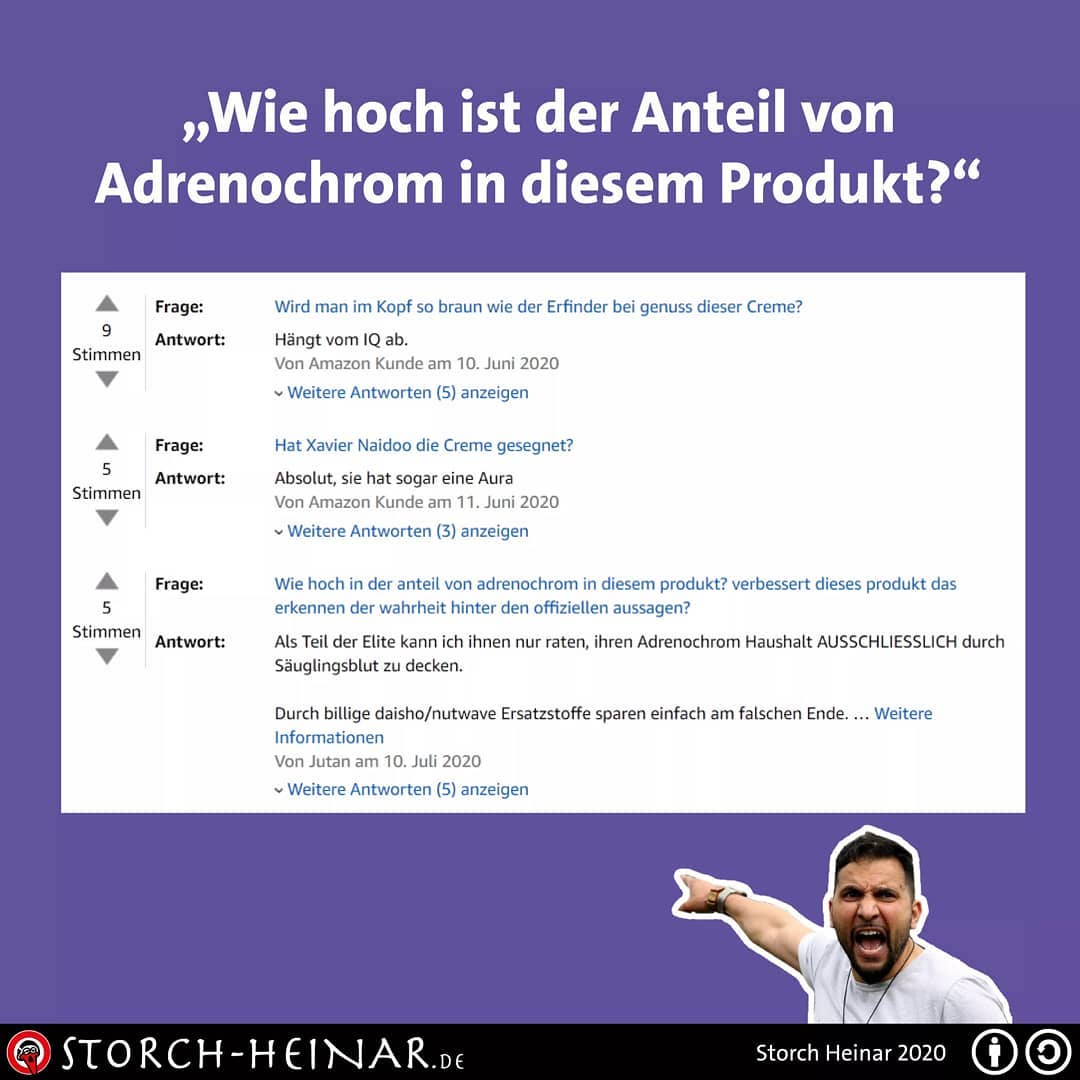 „Wie hoch ist der Anteil von
Adrenochrom in diesem Produkt?“
9
Stimmen
Frage: Wird man im Kopf so braun wie der Erfinder bei genuss dieser Creme?
Antwort: Hängt vom IQ ab.
Von Amazon Kunde am 10. Juni 2020
Weitere Antworten (5) anzeigen
5
Stimmen
Frage: Hat Xavier Naidoo die Creme gesegnet?
Antwort: Absolut, sie hat sogar eine Aura
Von Amazon Kunde am 11. Juni 2020
Weitere Antworten (3) anzeigen
5
Stimmen
Frage: Wie hoch in der anteil von adrenochrom in diesem produkt? verbessert dieses produkt das
erkennen der wahrheit hinter den offiziellen aussagen?
Antwort: Als Teil der Elite kann ich ihnen nur raten, ihren Adrenochrom Haushalt AUSSCHLIESSLICH durch
Säuglingsblut zu decken.
Durch billige daisho/nutwave Ersatzstoffe sparen einfach am falschen Ende. … Weitere
Informationen
Von Jutan am 10. Juli 2020
Weitere Antworten (5) anzeigen
STORCH-HEINAR.DE
Storch Heinar 2020